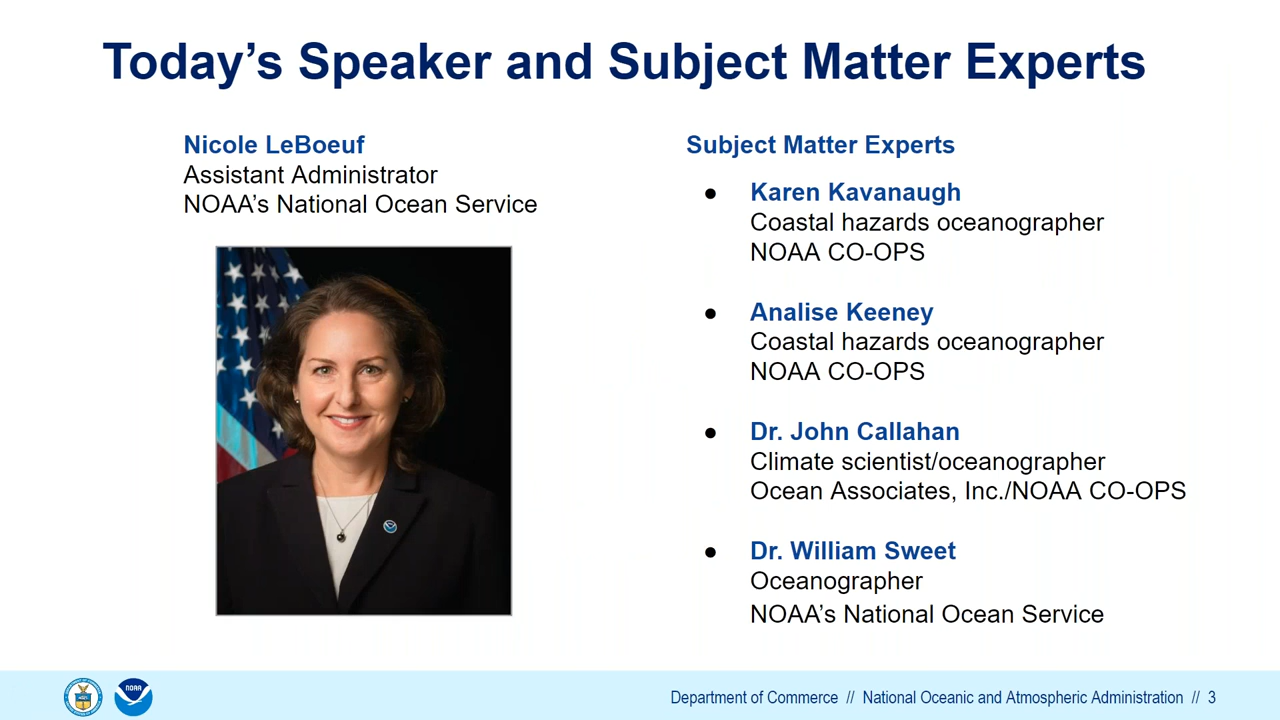 Today’s Speaker and Subject Matter Experts
Nicole LeBoeuf
Assistant Administrator
NOAA’s National Ocean Service
Subject Matter Experts
● Karen Kavanaugh
Coastal hazards oceanographer
NOAA CO-OPS
● Analise Keeney
Coastal hazards oceanographer
NOAA CO-OPS
● Dr. John Callahan
Climate scientist/oceanographer
Ocean Associates, Inc./NOAA CO-OPS
● Dr. William Sweet
Oceanographer
NOAA’s National Ocean Service
NOAA
Department of Commerce // National Oceanic and Atmospheric Administration // 3